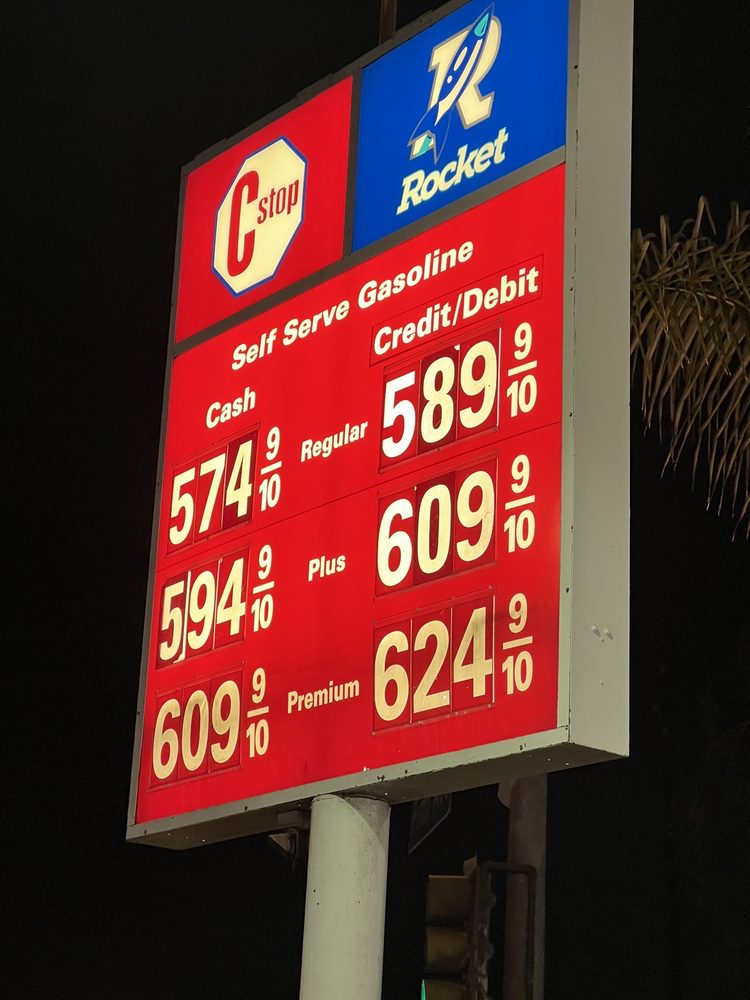 C stop
R
Rocket
Self Serve Gasoline
Cash
Credit/Debit
574 9/10 Regular 589 9/10
594 9/10 Plus 609 9/10
609 9/10 Premium 624 9/10